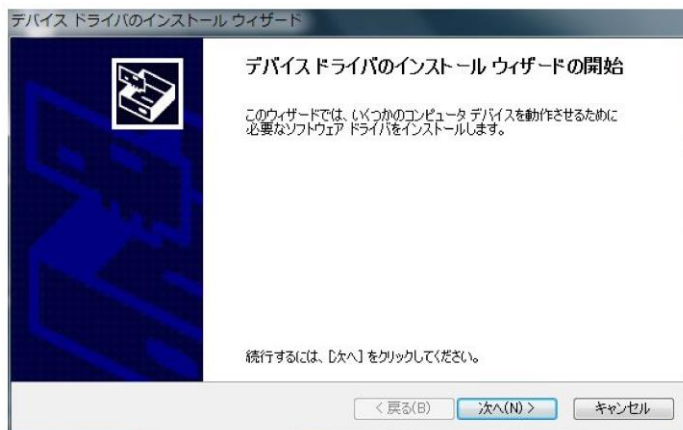 デバイス ドライバのインストール ウィザード
デバイス ドライバのインストール ウィザードの開始
このウィザードでは、いくつかのコンピュータ デバイスを動作させるために
必要なソフトウェア ドライバをインストールします。
続行するには、[次へ] をクリックしてください。
< 戻る(B)
次へ(N) >
キャンセル